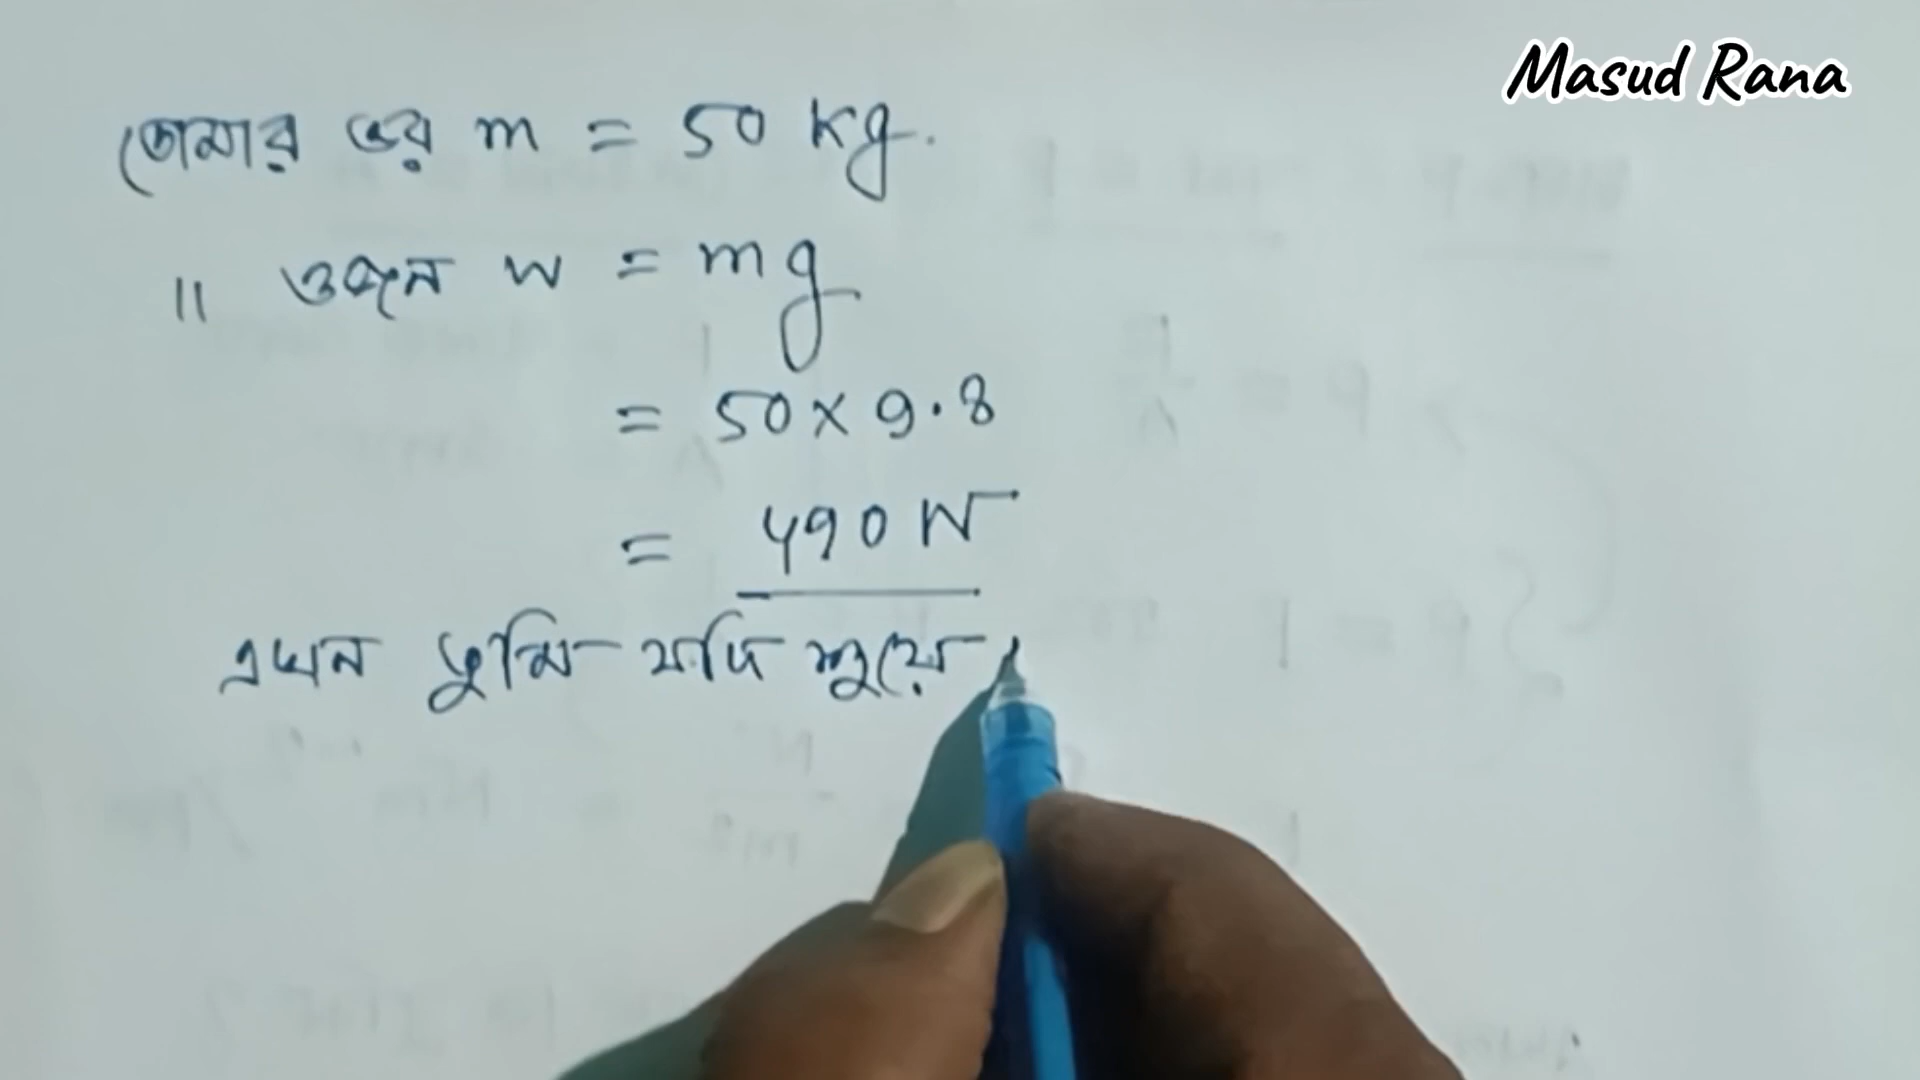 Masud Rana
তোমার ভর m = 50 kg.
" ওজন W = mg
= 50 × 9.8
= 490 N
এখন তুমি যদি শুয়ে